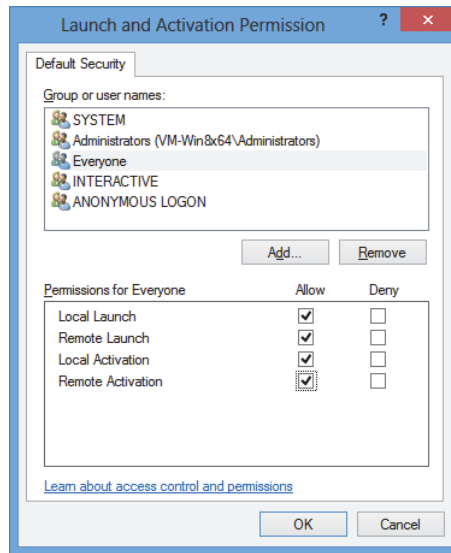 Launch and Activation Permission ?
Default Security
Group or user names:
SYSTEM
Administrators (VM-Win8x64\Administrators)
Everyone
INTERACTIVE
ANONYMOUS LOGON
Add... Remove
Permissions for Everyone Allow Deny
Local Launch
Remote Launch
Local Activation
Remote Activation
Learn about access control and permissions
OK Cancel